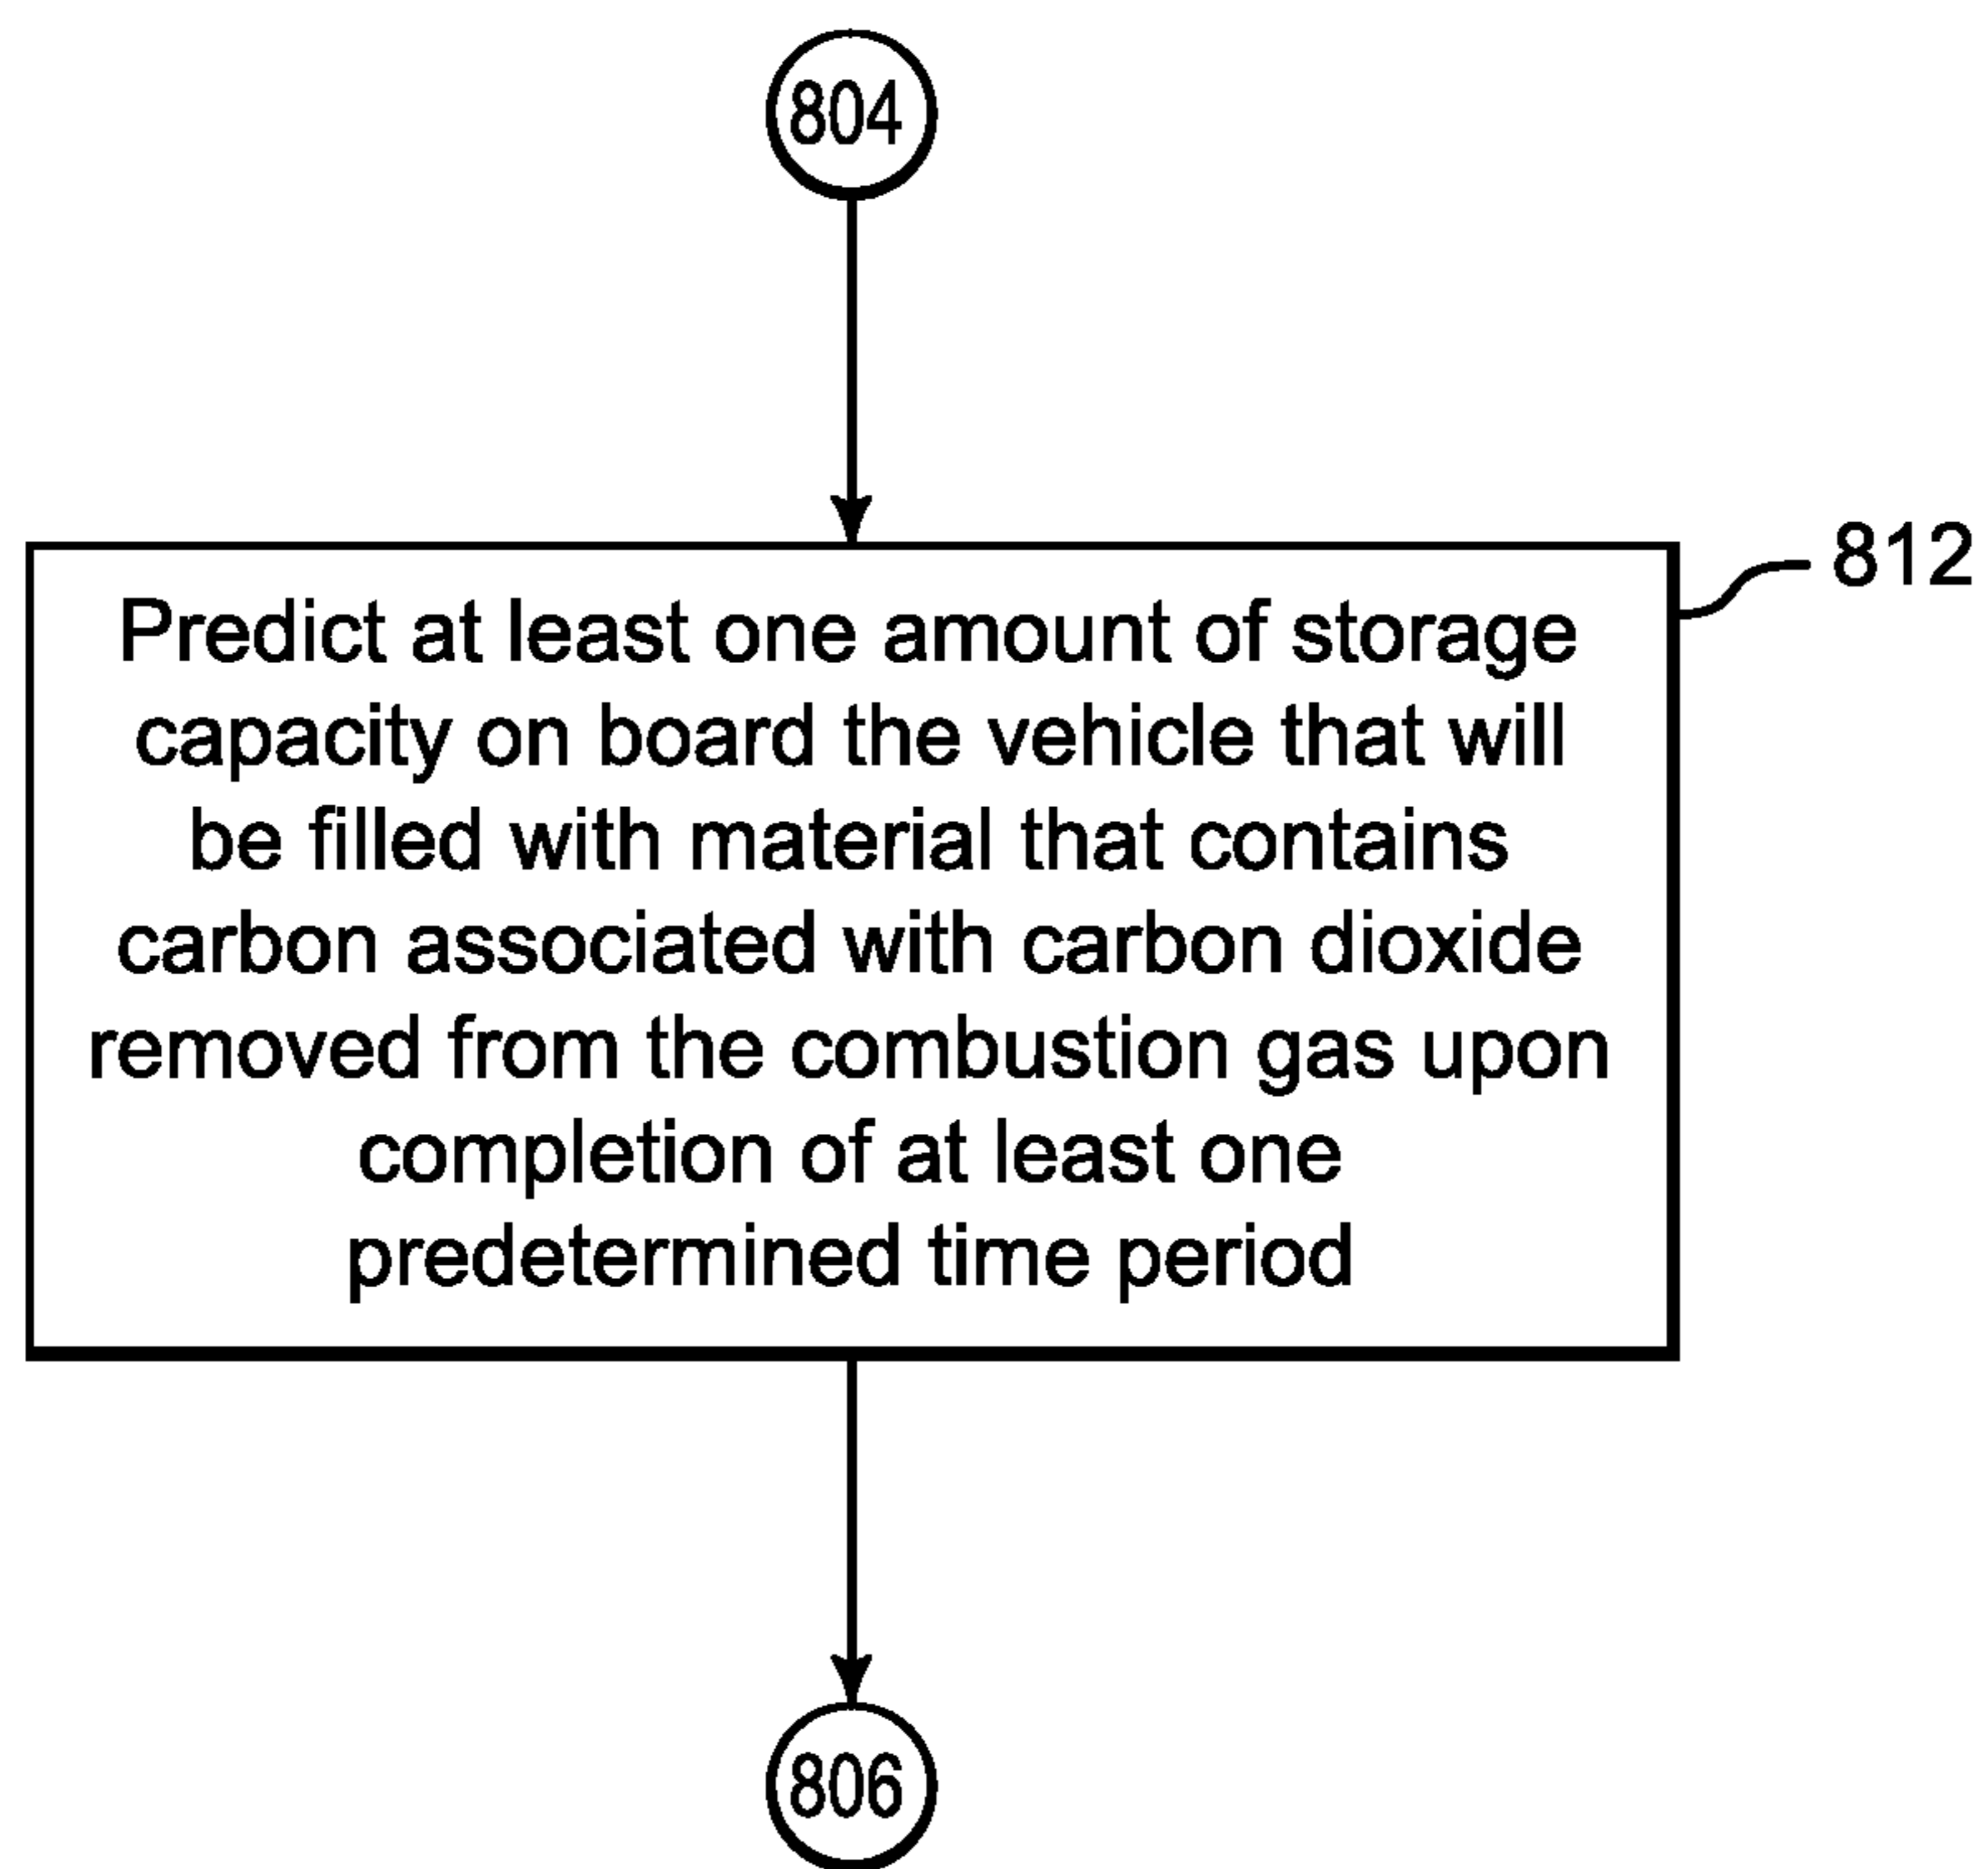 804
812
Predict at least one amount of storage
capacity on board the vehicle that will
be filled with material that contains
carbon associated with carbon dioxide
removed from the combustion gas upon
completion of at least one
predetermined time period
806